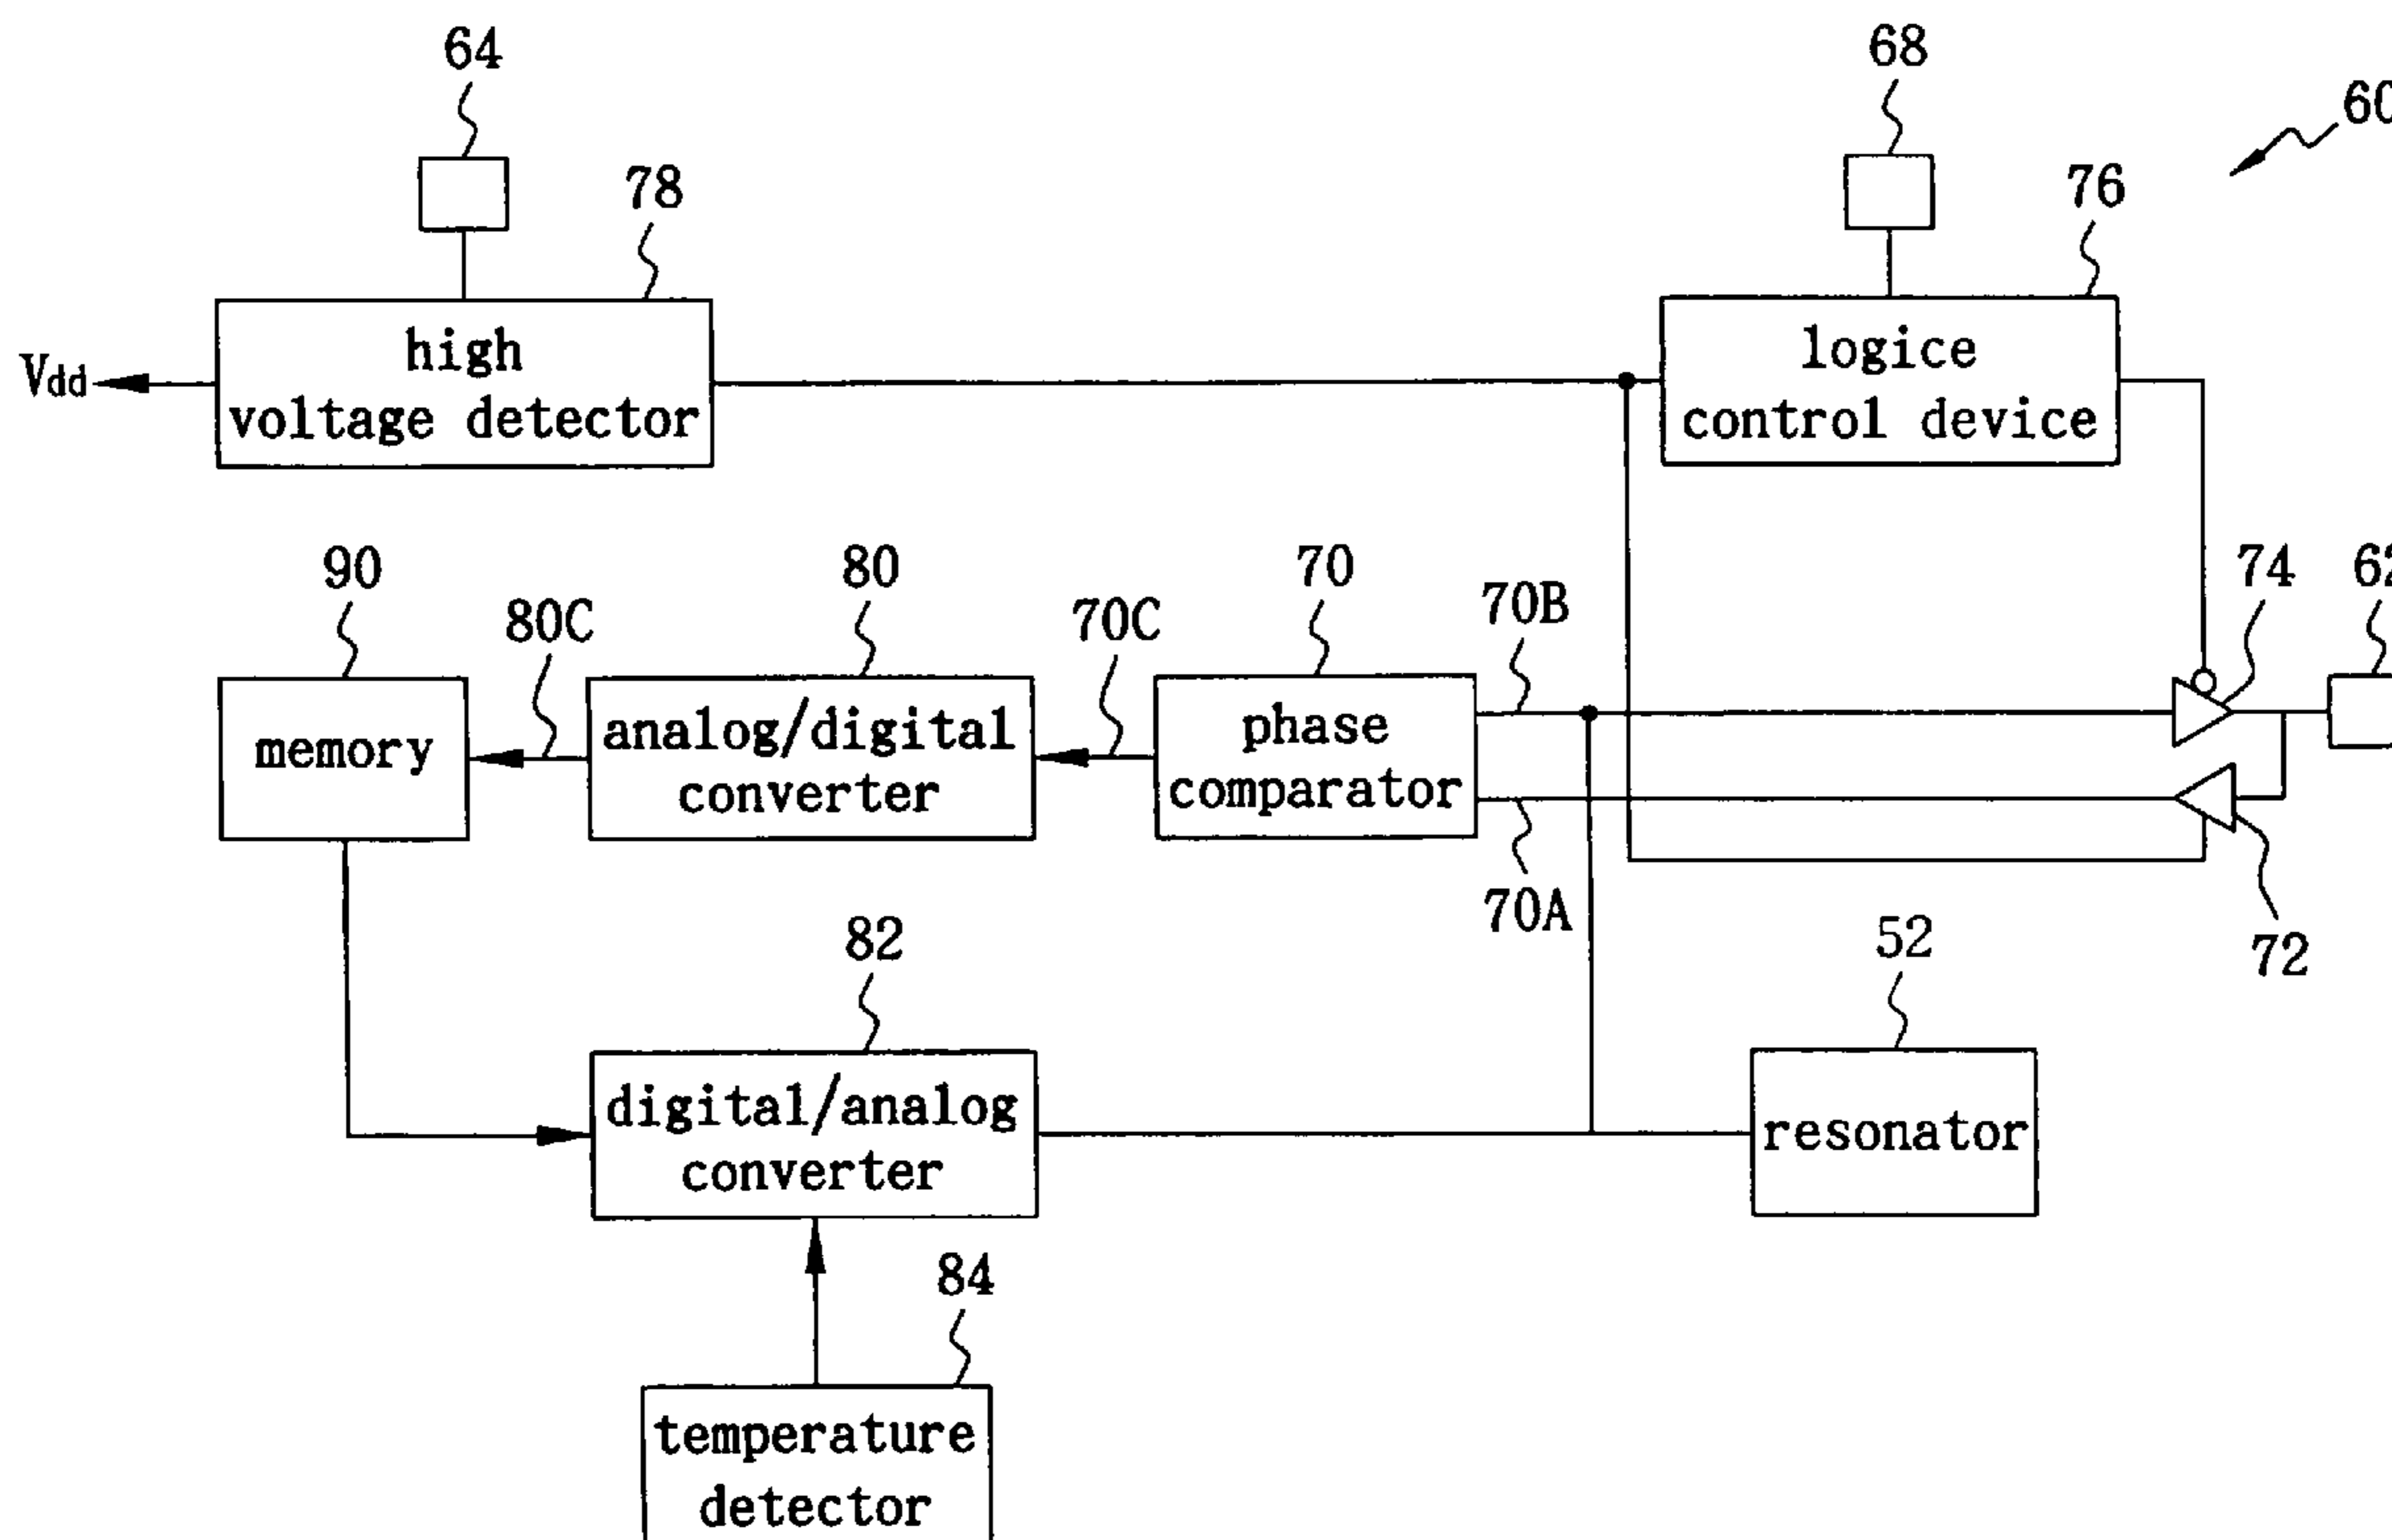 64
68
60
78
76
high
voltage detector
Vdd
logice
control device
90
80
70
74
62
80C
70C
70B
memory
analog/digital
converter
phase
comparator
70A
72
82
52
digital/analog
converter
resonator
84
temperature
detector